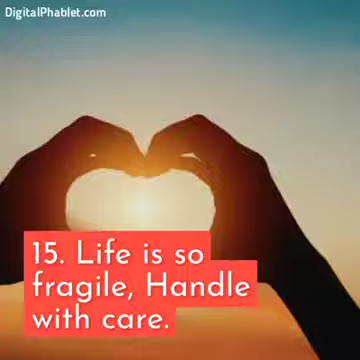 DigitalPhablet.com
15. Life is so
fragile, Handle
with care.